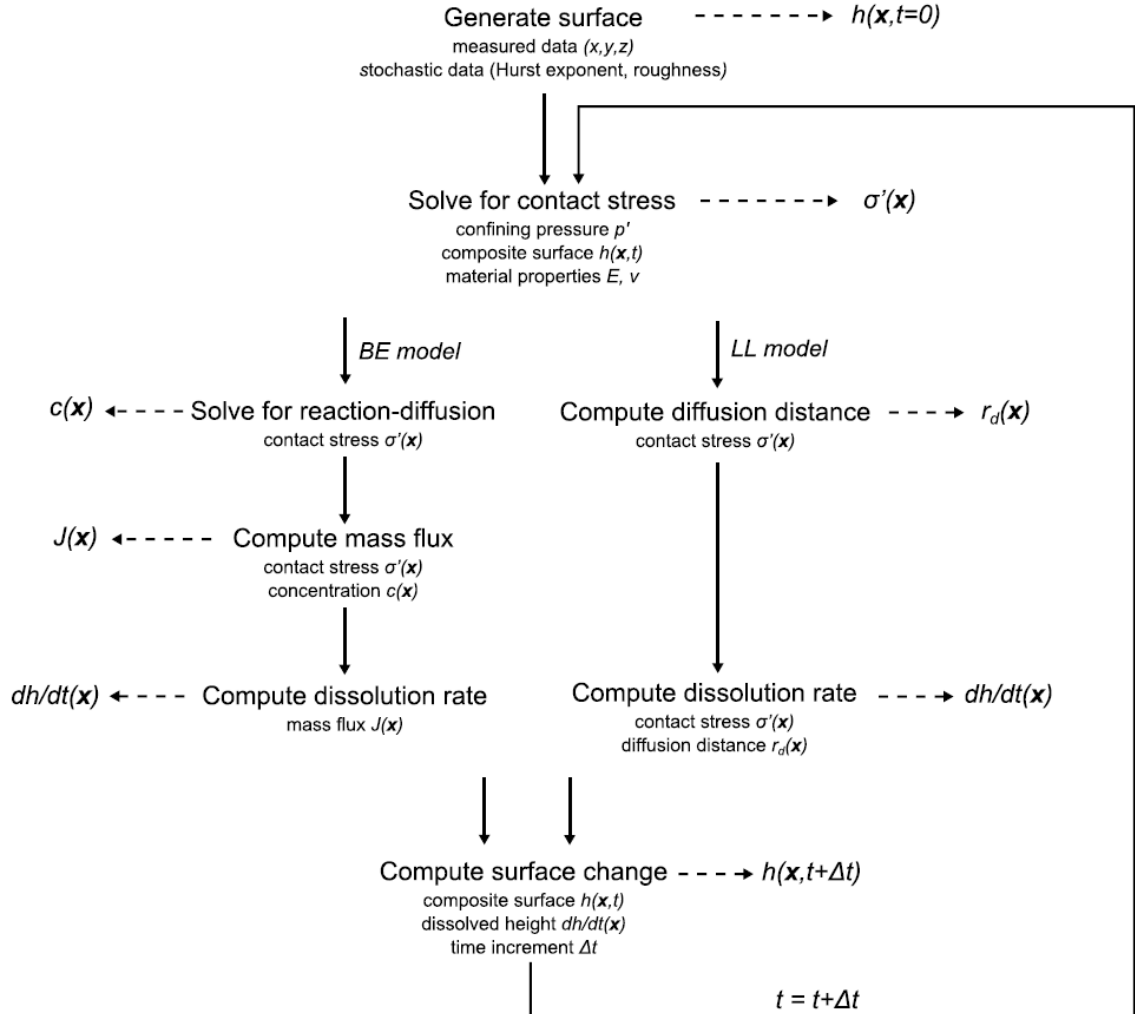 Generate surface
h(x,t=0)
measured data (x,y,z)
stochastic data (Hurst exponent, roughness)
Solve for contact stress
σ'(x)
confining pressure p'
composite surface h(x,t)
material properties E, ν
BE model
LL model
c(x)
Solve for reaction-diffusion
contact stress σ'(x)
Compute diffusion distance
r_d(x)
contact stress σ'(x)
J(x)
Compute mass flux
contact stress σ'(x)
concentration c(x)
dh/dt(x)
Compute dissolution rate
mass flux J(x)
Compute dissolution rate
dh/dt(x)
contact stress σ'(x)
diffusion distance r_d(x)
Compute surface change
h(x,t+Δt)
composite surface h(x,t)
dissolved height dh/dt(x)
time increment Δt
t = t+Δt